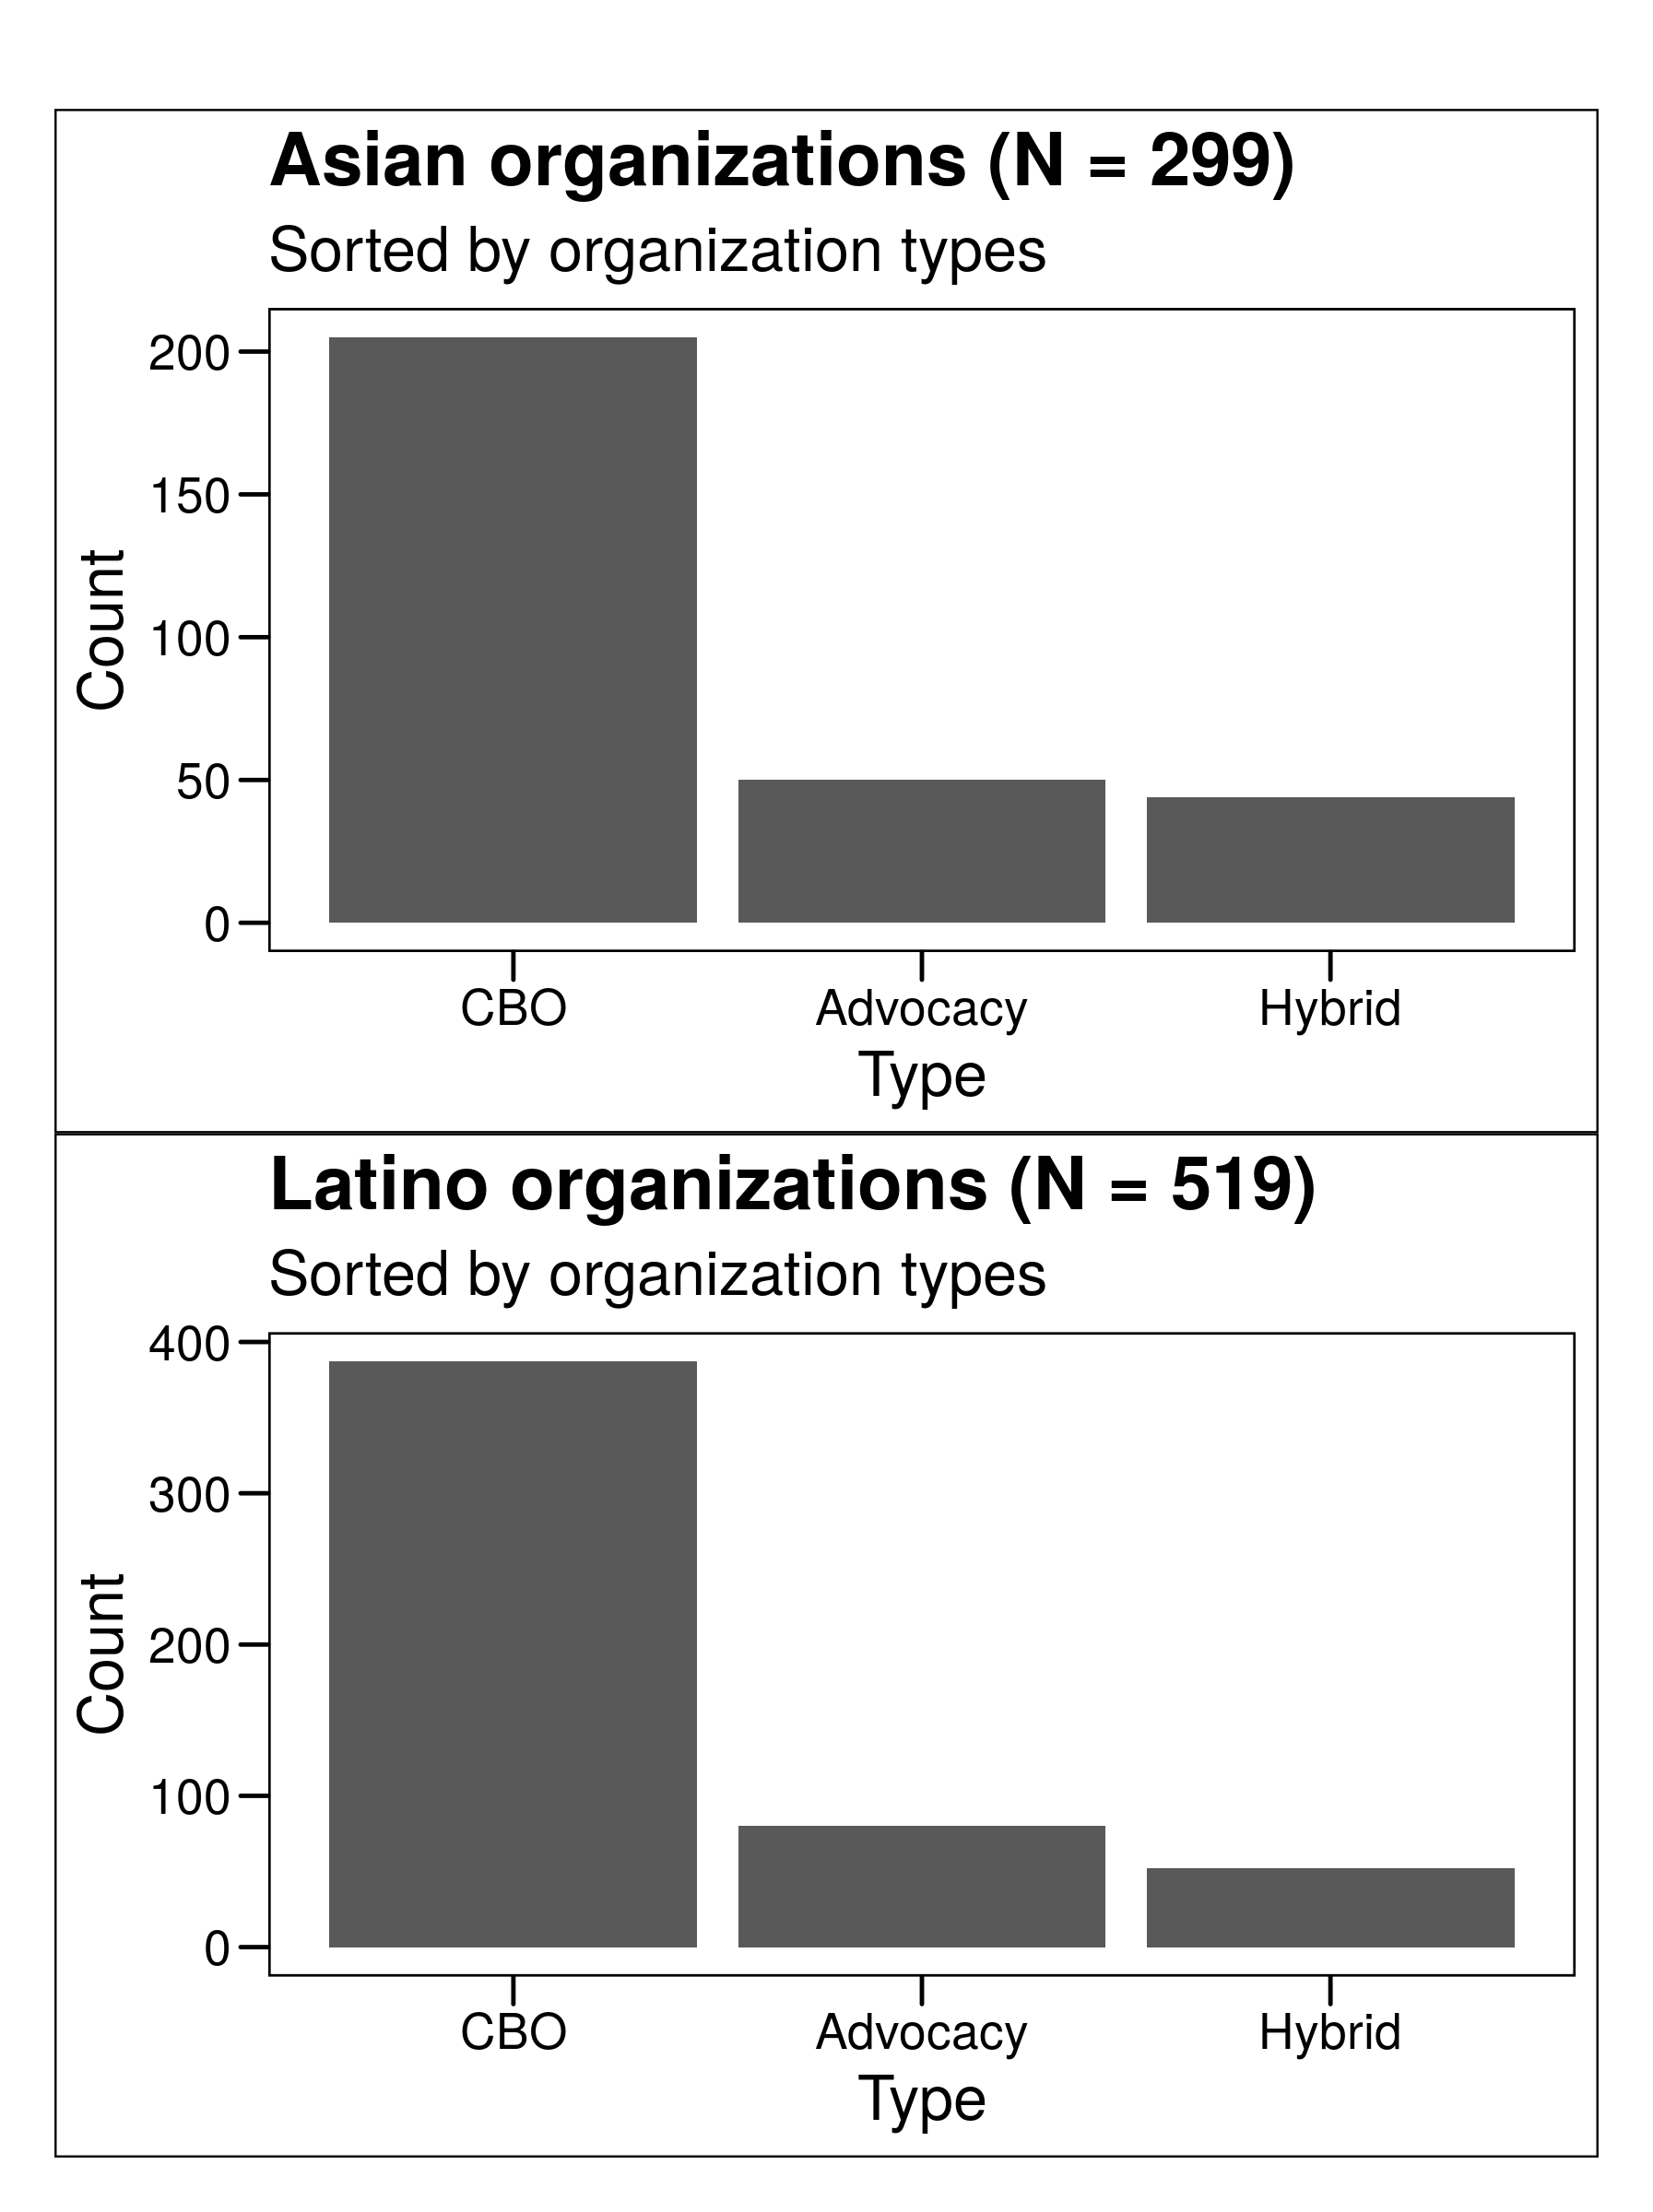 Asian organizations (N = 299)
Sorted by organization types
200
150
100
50
0
Count
CBO Advocacy Hybrid
Type
Latino organizations (N = 519)
Sorted by organization types
400
300
200
100
0
Count
CBO Advocacy Hybrid
Type